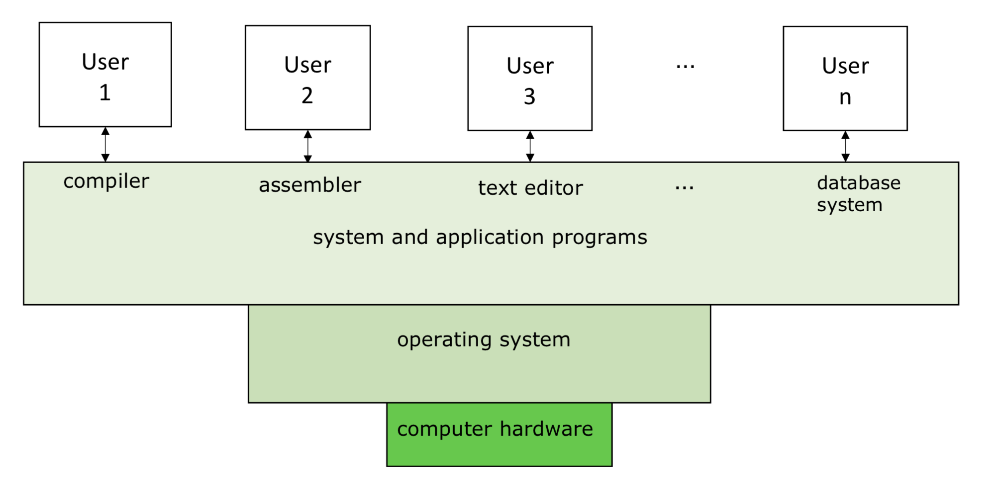 User
1
User
2
User
3
...
User
n
compiler
assembler
text editor
...
database
system
system and application programs
operating system
computer hardware